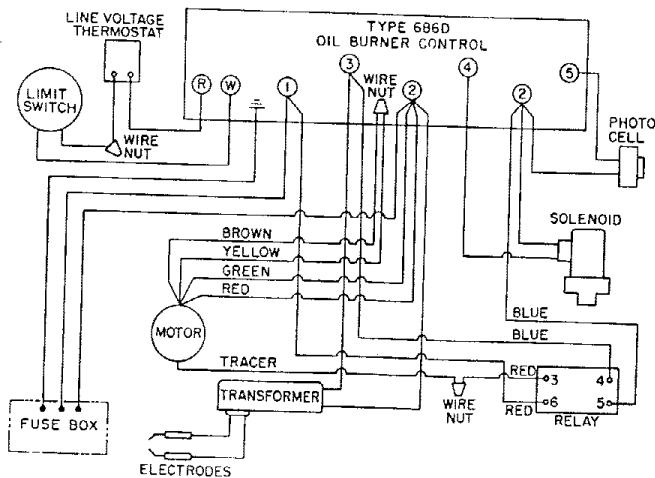 LINE VOLTAGE
THERMOSTAT
TYPE 686D
OIL BURNER CONTROL
LIMIT
SWITCH
R
W
1
3
WIRE
NUT
2
4
2
5
WIRE
NUT
PHOTO
CELL
SOLENOID
BROWN
YELLOW
GREEN
RED
MOTOR
BLUE
BLUE
TRACER
RED
3
4
TRANSFORMER
WIRE
NUT
RED
6
5
RELAY
FUSE BOX
ELECTRODES